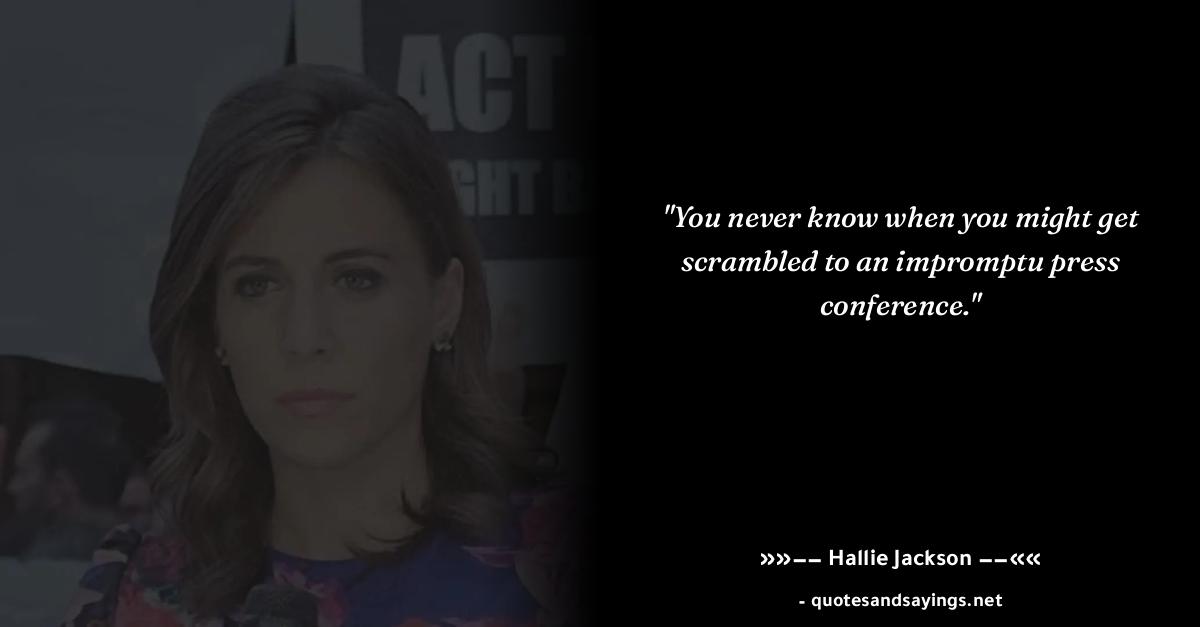 ACT
GHT B
"You never know when you might get
scrambled to an impromptu press
conference."
»»–– Hallie Jackson ––««
- quotesandsayings.net